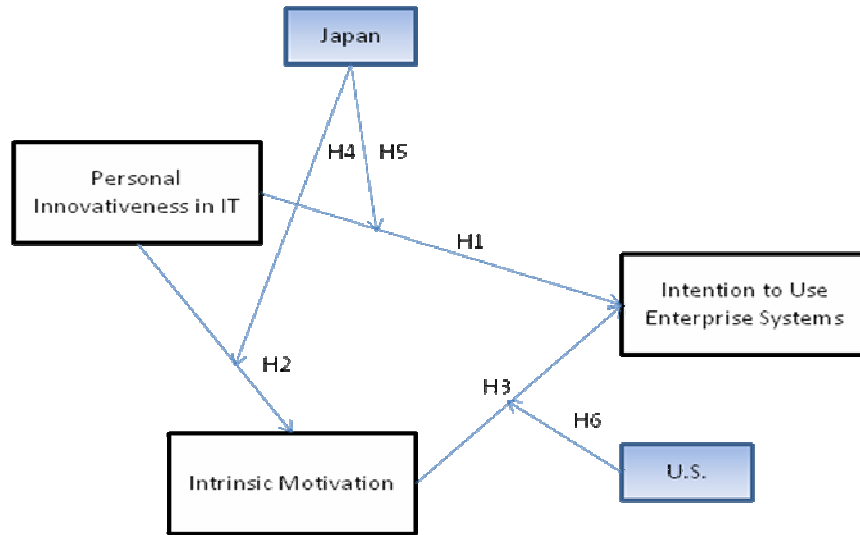 Japan
H4
H5
Personal
Innovativeness in IT
H1
Intention to Use
Enterprise Systems
H2
H3
H6
Intrinsic Motivation
U.S.